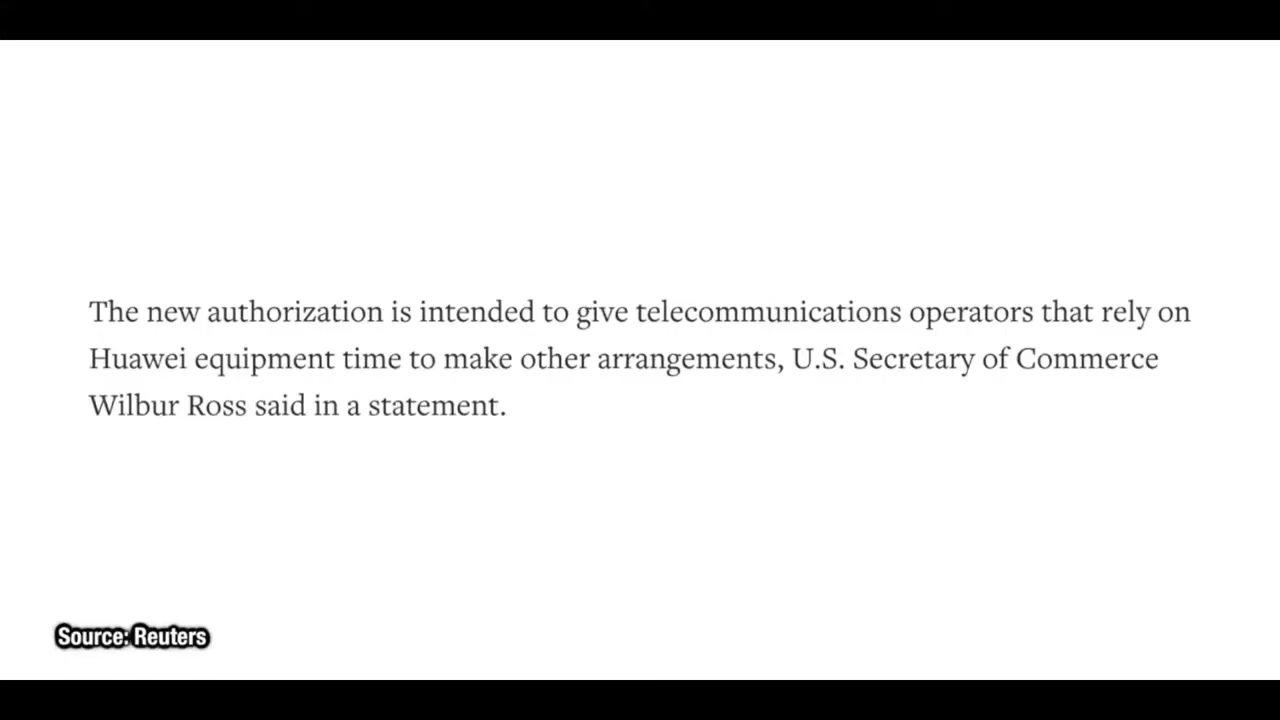 The new authorization is intended to give telecommunications operators that rely on
Huawei equipment time to make other arrangements, U.S. Secretary of Commerce
Wilbur Ross said in a statement.
Source: Reuters